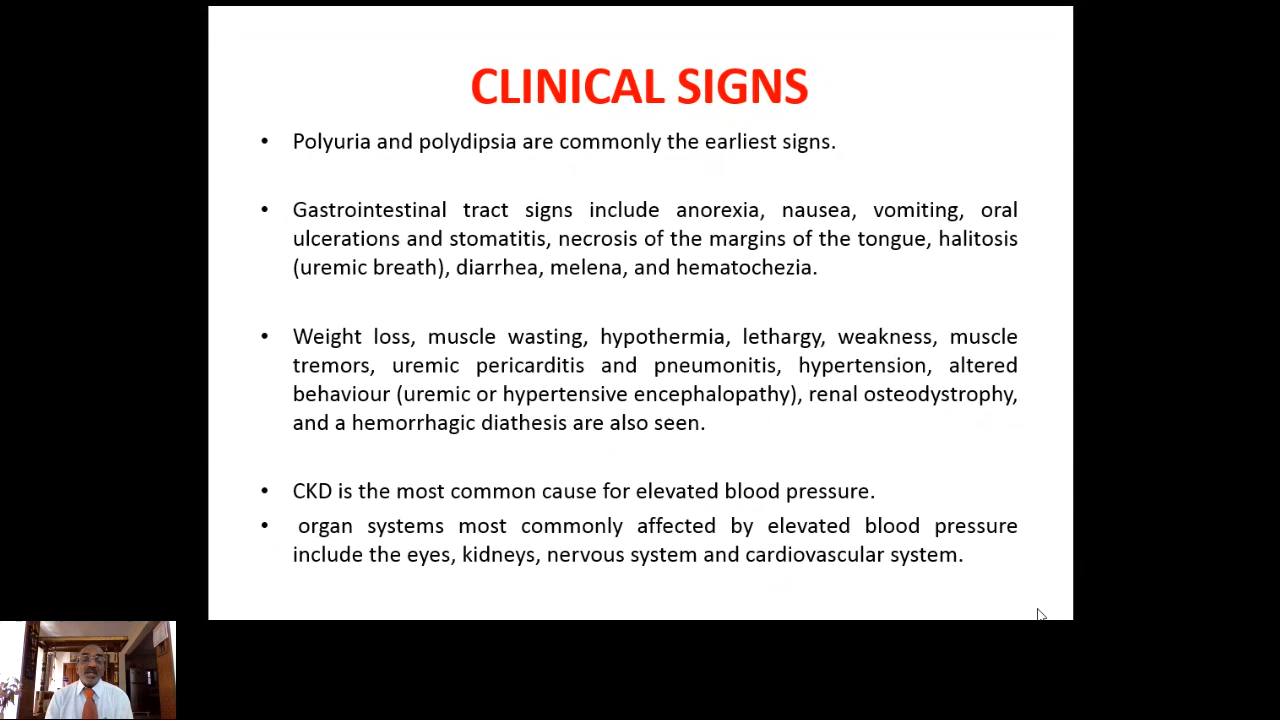 CLINICAL SIGNS
• Polyuria and polydipsia are commonly the earliest signs.
• Gastrointestinal tract signs include anorexia, nausea, vomiting, oral
ulcerations and stomatitis, necrosis of the margins of the tongue, halitosis
(uremic breath), diarrhea, melena, and hematochezia.
• Weight loss, muscle wasting, hypothermia, lethargy, weakness, muscle
tremors, uremic pericarditis and pneumonitis, hypertension, altered
behaviour (uremic or hypertensive encephalopathy), renal osteodystrophy,
and a hemorrhagic diathesis are also seen.
• CKD is the most common cause for elevated blood pressure.
• organ systems most commonly affected by elevated blood pressure
include the eyes, kidneys, nervous system and cardiovascular system.